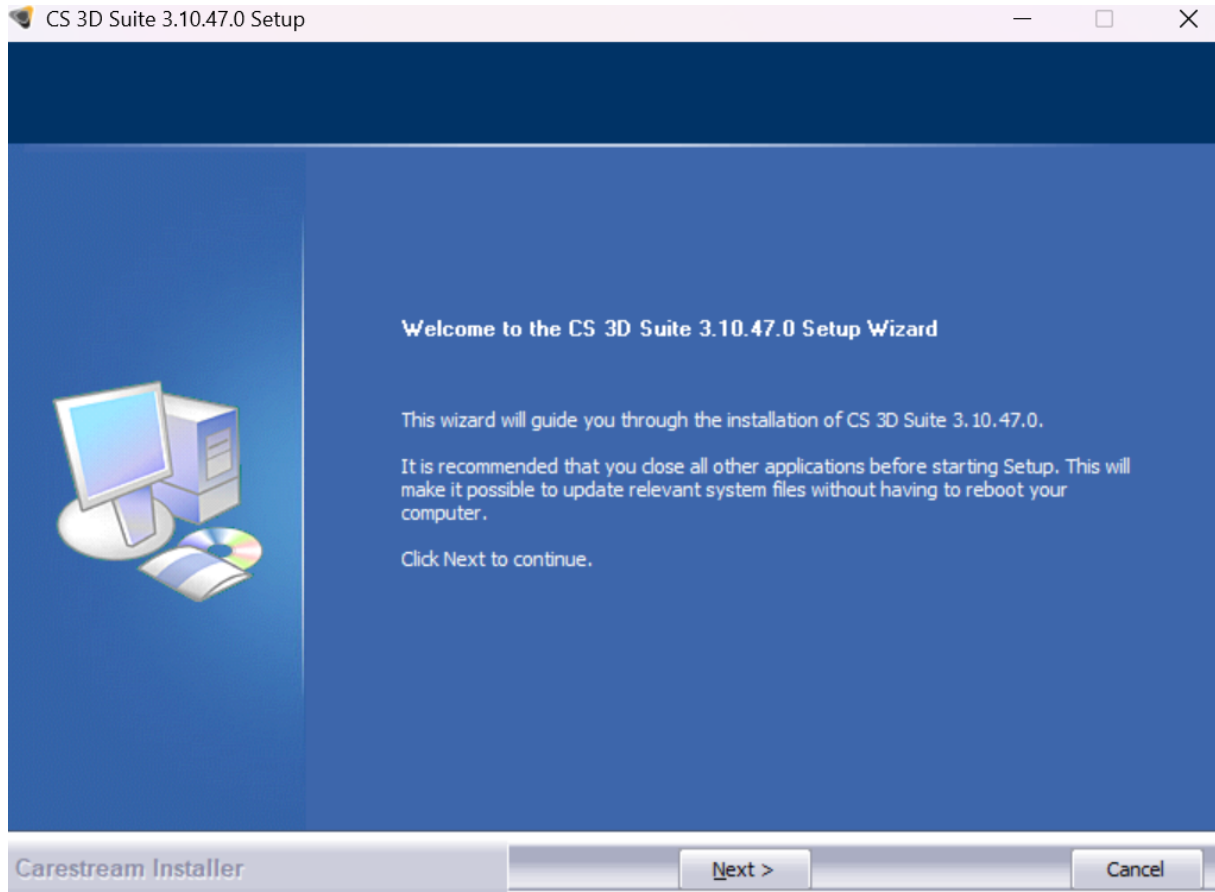 CS 3D Suite 3.10.47.0 Setup
Welcome to the CS 3D Suite 3.10.47.0 Setup Wizard
This wizard will guide you through the installation of CS 3D Suite 3.10.47.0.
It is recommended that you close all other applications before starting Setup. This will
make it possible to update relevant system files without having to reboot your
computer.
Click Next to continue.
Carestream Installer
Next >
Cancel